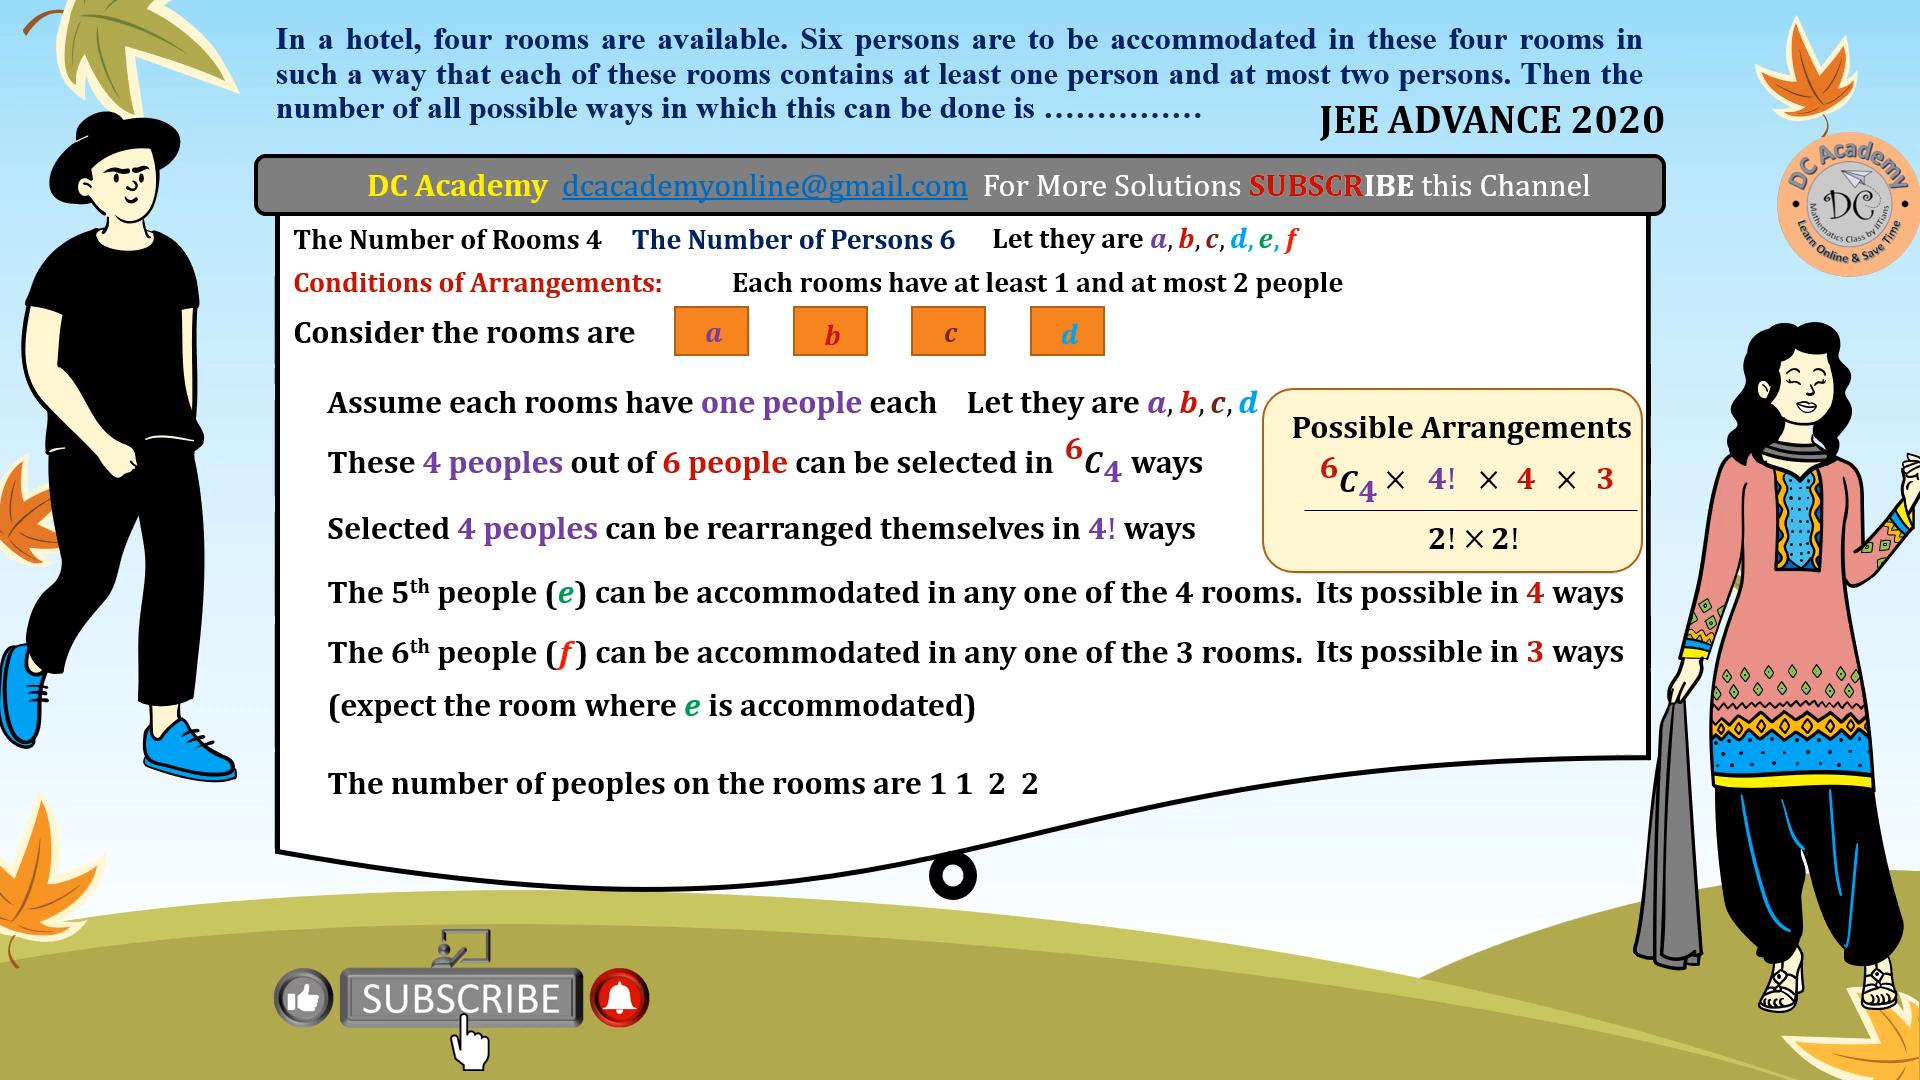 In a hotel, four rooms are available. Six persons are to be accommodated in these four rooms in
such a way that each of these rooms contains at least one person and at most two persons. Then the
number of all possible ways in which this can be done is ……………
JEE ADVANCE 2020
DC Academy dcacademyonline@gmail.com For More Solutions SUBSCRIBE this Channel
DC Academy
DC
Mathematics Class by IITians
Learn Online & Save Time
The Number of Rooms 4 The Number of Persons 6 Let they are a, b, c, d, e, f
Conditions of Arrangements: Each rooms have at least 1 and at most 2 people
Consider the rooms are a b c d
Assume each rooms have one people each Let they are a, b, c, d
These 4 peoples out of 6 people can be selected in ⁶C₄ ways
Selected 4 peoples can be rearranged themselves in 4! ways
Possible Arrangements
⁶C₄ × 4! × 4 × 3
2! × 2!
The 5th people (e) can be accommodated in any one of the 4 rooms. Its possible in 4 ways
The 6th people (f) can be accommodated in any one of the 3 rooms. Its possible in 3 ways
(expect the room where e is accommodated)
The number of peoples on the rooms are 1 1 2 2
SUBSCRIBE